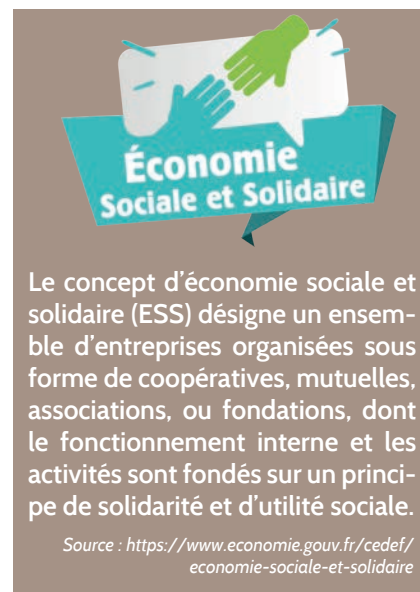 Économie
Sociale et Solidaire
Le concept d'économie sociale et
solidaire (ESS) désigne un ensem-
ble d'entreprises organisées sous
forme de coopératives, mutuelles,
associations, ou fondations, dont
le fonctionnement interne et les
activités sont fondés sur un princi-
pe de solidarité et d'utilité sociale.
Source : https://www.economie.gouv.fr/cedef/
economie-sociale-et-solidaire